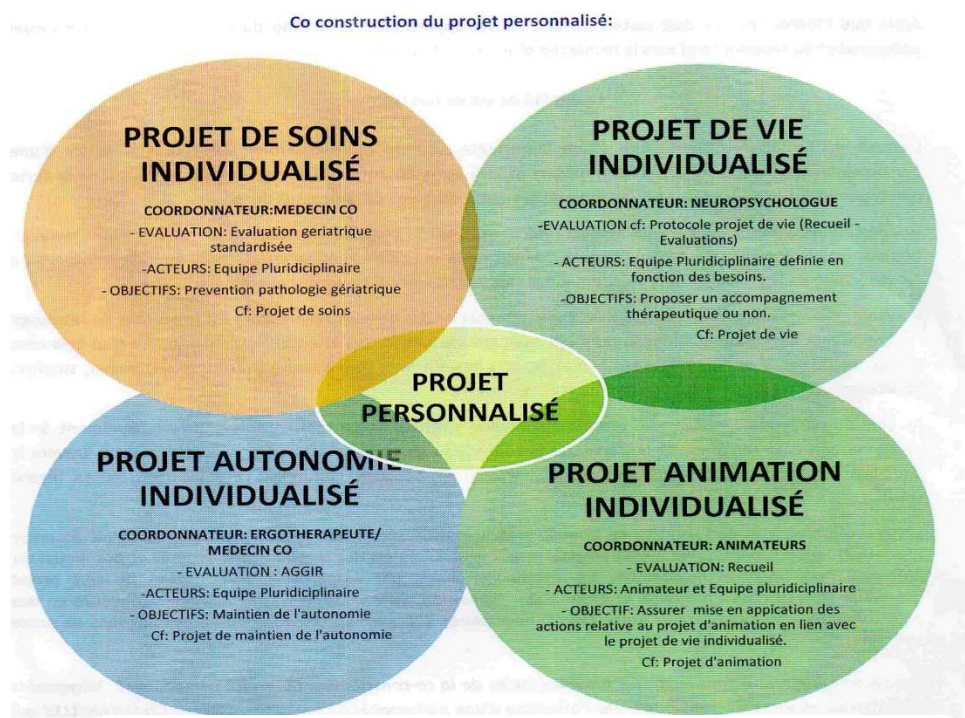 Co construction du projet personnalisé:
PROJET DE SOINS
INDIVIDUALISÉ
COORDONNATEUR:MEDECIN CO
- EVALUATION: Evaluation geriatrique
standardisée
-ACTEURS: Equipe Pluridiciplinaire
- OBJECTIFS: Prevention pathologie gériatrique
Cf: Projet de soins
PROJET DE VIE
INDIVIDUALISÉ
COORDONNATEUR: NEUROPSYCHOLOGUE
-EVALUATION cf: Protocole projet de vie (Recueil -
Evaluations)
- ACTEURS: Equipe Pluridiciplinaire definie en
fonction des besoins.
-OBJECTIFS: Proposer un accompagnement
thérapeutique ou non.
Cf: Projet de vie
PROJET
PERSONNALISÉ
PROJET AUTONOMIE
INDIVIDUALISÉ
COORDONNATEUR: ERGOTHERAPEUTE/
MEDECIN CO
- EVALUATION : AGGIR
-ACTEURS: Equipe Pluridiciplinaire
- OBJECTIFS: Maintien de l'autonomie
Cf: Projet de maintien de l'autonomie
PROJET ANIMATION
INDIVIDUALISÉ
COORDONNATEUR: ANIMATEURS
- EVALUATION: Recueil
- ACTEURS: Animateur et Equipe pluridiciplinaire
- OBJECTIF: Assurer mise en appication des
actions relative au projet d'animation en lien avec
le projet de vie individualisé.
Cf: Projet d'animation